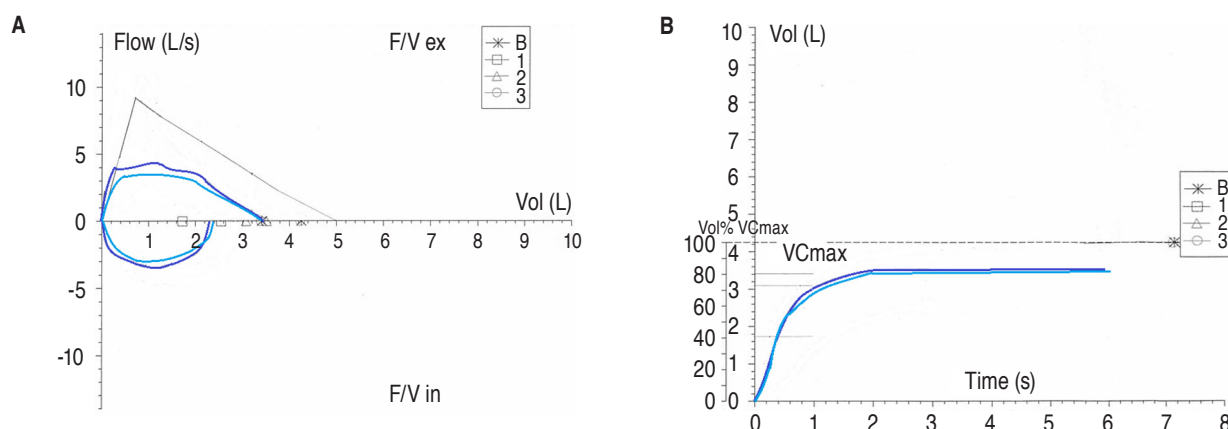 A
Flow (L/s)
F/V ex
B
1
2
3
10
5
0
-5
-10
Vol (L)
1 2 3 4 5 6 7 8 9 10
F/V in
B
Vol (L)
10
9
8
7
6
5
Vol% VCmax
100 4
VCmax
80
3
60
2
40
20 1
0 0
Time (s)
0 1 2 3 4 5 6 7 8
B
1
2
3